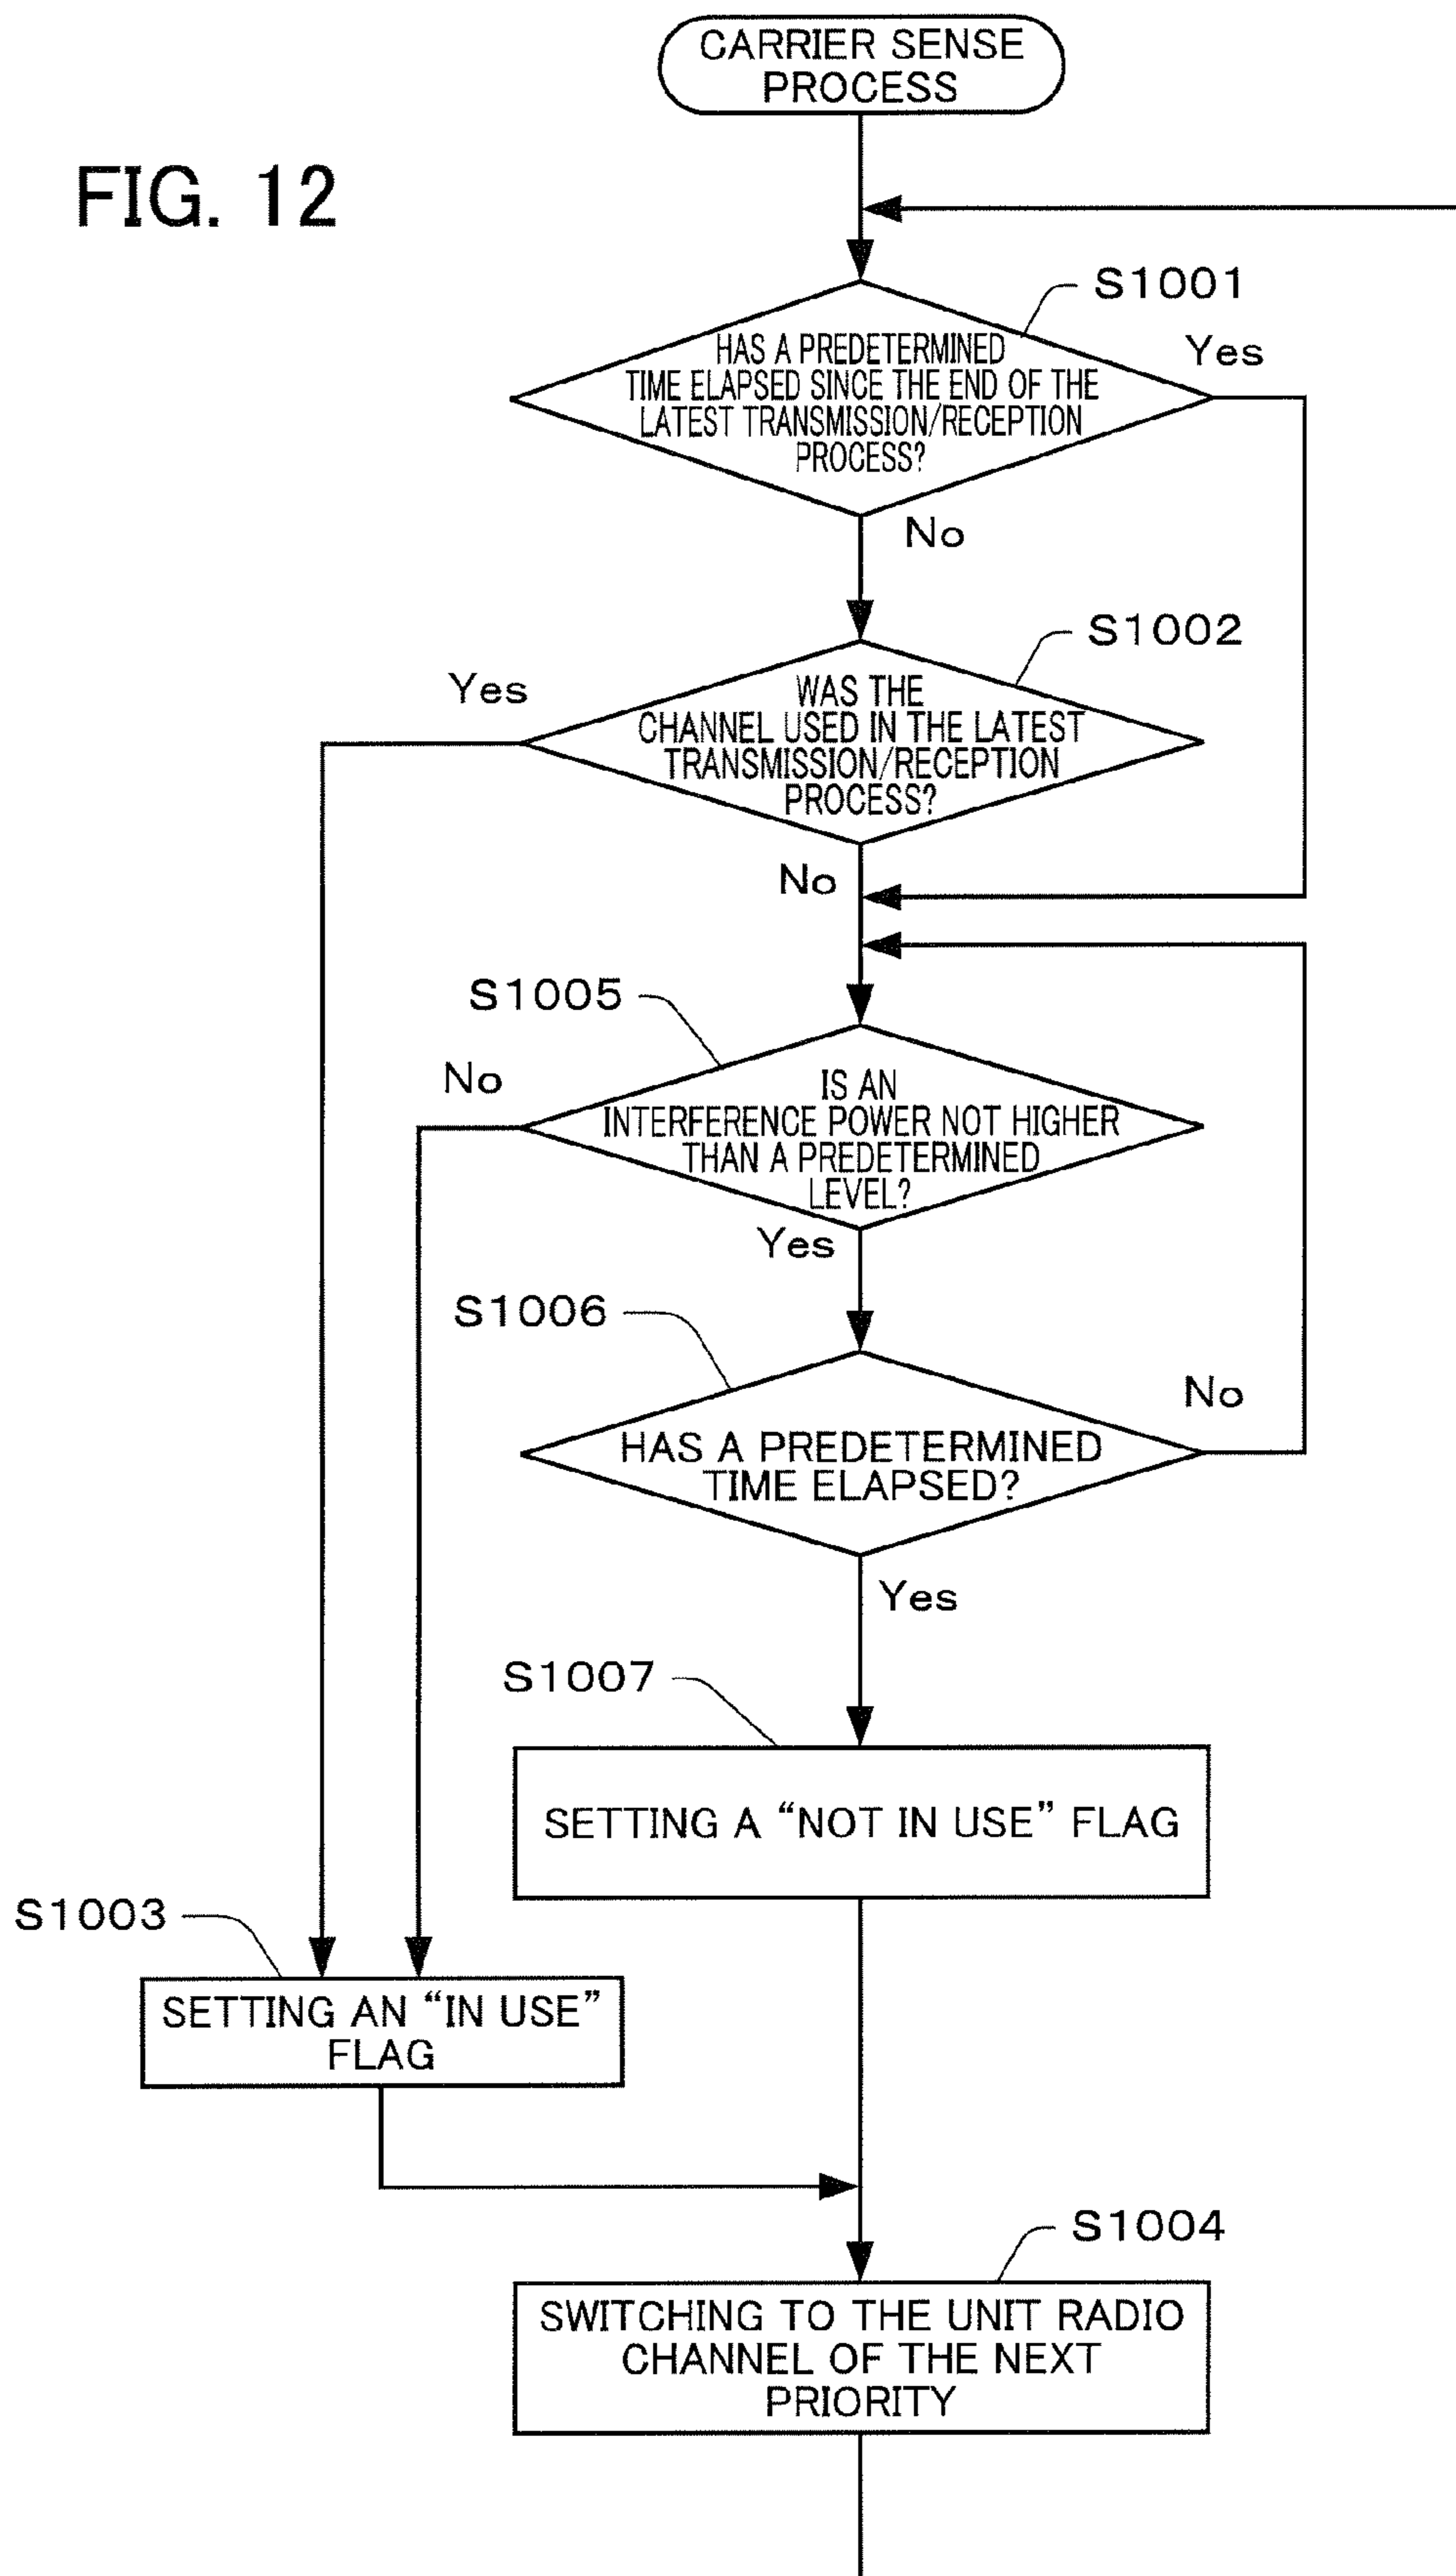 CARRIER SENSE
PROCESS
FIG. 12
S1001
HAS A PREDETERMINED
TIME ELAPSED SINCE THE END OF THE
LATEST TRANSMISSION/RECEPTION
PROCESS?
Yes
No
S1002
Yes
WAS THE
CHANNEL USED IN THE LATEST
TRANSMISSION/RECEPTION
PROCESS?
No
S1005
No
IS AN
INTERFERENCE POWER NOT HIGHER
THAN A PREDETERMINED
LEVEL?
Yes
S1006
No
HAS A PREDETERMINED
TIME ELAPSED?
Yes
S1007
SETTING A “NOT IN USE” FLAG
S1003
SETTING AN “IN USE”
FLAG
S1004
SWITCHING TO THE UNIT RADIO
CHANNEL OF THE NEXT
PRIORITY